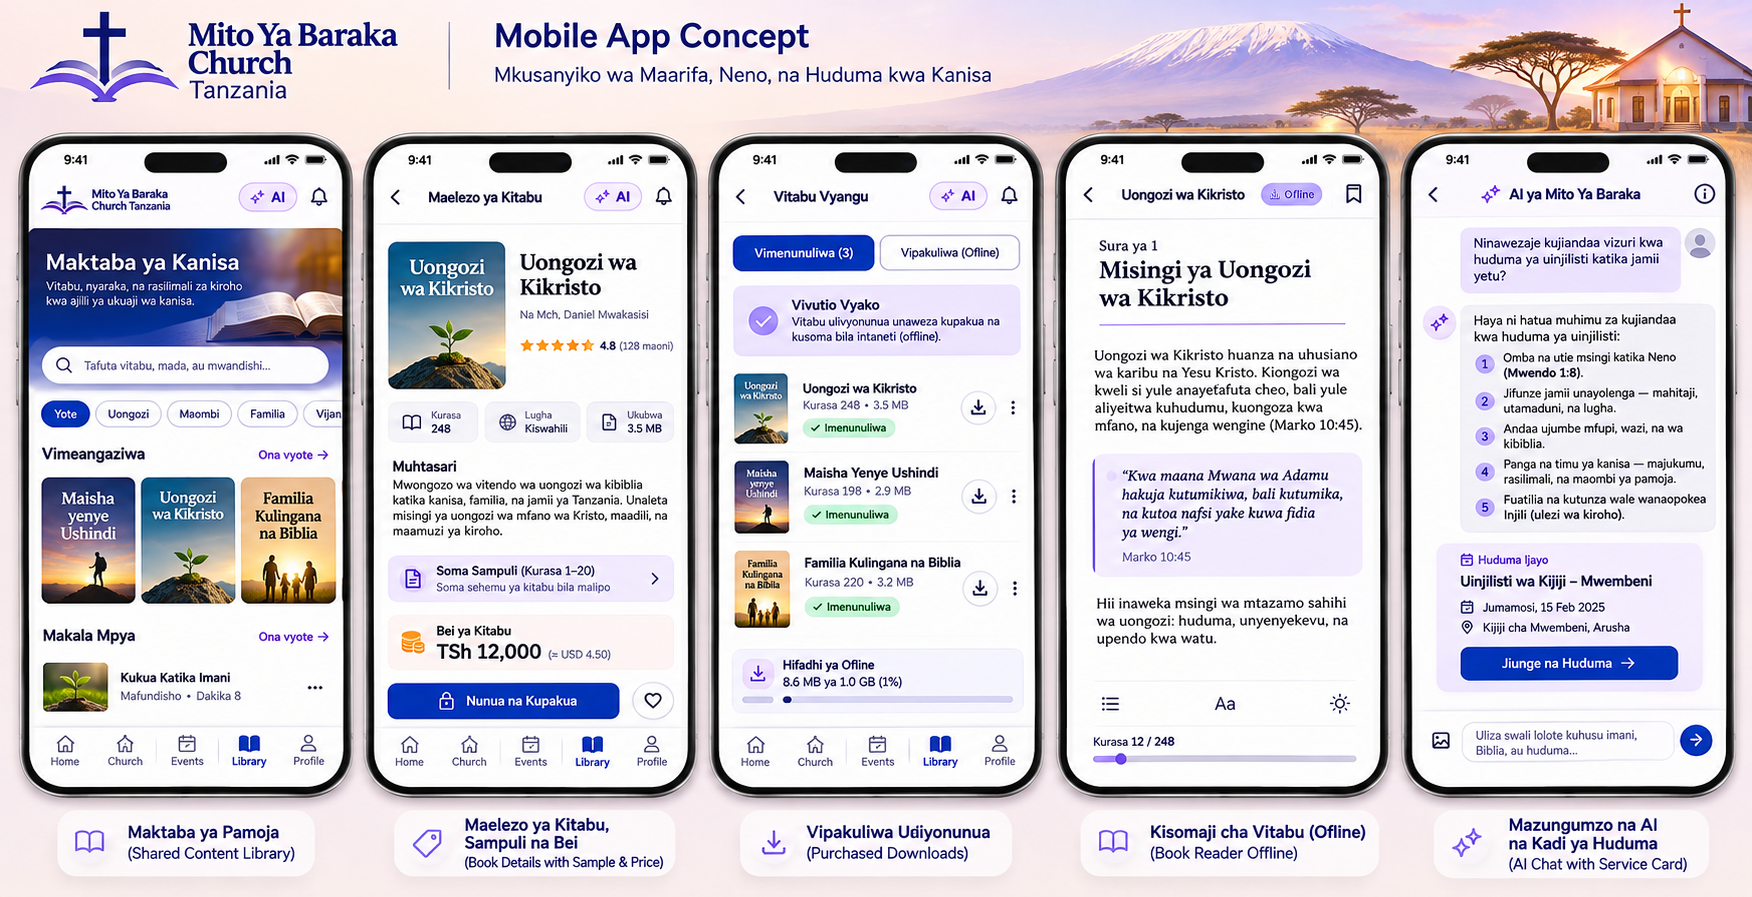 Mito Ya Baraka
Church
Tanzania
Mobile App Concept
Mkusanyiko wa Maarifa, Neno, na Huduma kwa Kanisa
9:41
Mito Ya Baraka
Church Tanzania
AI
Maktaba ya Kanisa
Vitabu, nyaraka, na rasilimali za kiroho
kwa ajili ya ukuaji wa kanisa.
Tafuta vitabu, mada, au mwandishi...
Yote
Uongozi
Maombi
Familia
Vijan
Vimeangaziwa
Ona vyote →
Maisha
yenye
Ushindi
Uongozi
wa Kikristo
Familia
Kulingana
na Biblia
Makala Mpya
Ona vyote →
Kukua Katika Imani
Mafundisho • Dakika 8
Home
Church
Events
Library
Profile
9:41
Maelezo ya Kitabu
AI
Uongozi
wa Kikristo
Uongozi wa
Kikristo
Na Mch, Daniel Mwakasisi
4.8 (128 maoni)
Kurasa
248
Lugha
Kiswahili
Ukubwa
3.5 MB
Muhtasari
Mwongozo wa vitendo wa uongozi wa kibiblia
katika kanisa, familia, na jamii ya Tanzania. Unaleta
misingi ya uongozi wa mfano wa Kristo, maadili, na
maamuzi ya kiroho.
Soma Sampuli (Kurasa 1–20)
Soma sehemu ya kitabu bila malipo
Bei ya Kitabu
TSh 12,000 (≈ USD 4.50)
Nunua na Kupakua
Home
Church
Events
Library
Profile
9:41
Vitabu Vyangu
AI
Vimenunuliwa (3)
Vipakuliwa (Ofline)
Vivutio Vyako
Vitabu ulivyonunua unaweza kupakua na
kusoma bila intaneti (offline).
Uongozi
wa Kikristo
Uongozi wa Kikristo
Kurasa 248 • 3.5 MB
✓ Imenunuliwa
Maisha
yenye
Ushindi
Maisha Yenye Ushindi
Kurasa 198 • 2.9 MB
✓ Imenunuliwa
Familia
Kulingana
na Biblia
Familia Kulingana na Biblia
Kurasa 220 • 3.2 MB
✓ Imenunuliwa
Hifadhi ya Ofline
8.6 MB ya 1.0 GB (1%)
Home
Church
Events
Library
Profile
9:41
Uongozi wa Kikristo
Ofline
Sura ya 1
Misingi ya Uongozi
wa Kikristo
Uongozi wa Kikristo huanza na uhusiano
wa karibu na Yesu Kristo. Kiongozi wa
kweli si yule anayetafuta cheo, bali yule
aliyeitwa kuhudumu, kuongoza kwa
mfano, na kujenga wengine (Marko 10:45).
“Kwa maana Mwana wa Adamu
hakuja kutumikiwa, bali kutumika,
na kutoa nafsi yake kuwa fidia
ya wengi.”
Marko 10:45
Hii inaweka msingi wa mtazamo sahihi
wa uongozi: huduma, unyenyekevu, na
upendo kwa watu.
Aa
Kurasa 12 / 248
9:41
AI ya Mito Ya Baraka
Ninawezaje kujiandaa vizuri kwa
huduma ya uinjilisti katika jamii
yetu?
Haya ni hatua muhimu za kujiandaa
kwa huduma ya uinjilisti:
1 Omba na utie msingi katika Neno
(Mwendo 1:8).
2 Jifunze jamii unayolenga — mahitaji,
utamaduni, na lugha.
3 Andaa ujumbe mfupi, wazi, na wa
kibiblia.
4 Panga na timu ya kanisa — majukumu,
rasilimali, na maombi ya pamoja.
5 Fuatilia na kutunza wale wanaopokea
Injili (ulezi wa kiroho).
Huduma Ijayo
Uinjilisti wa Kijiji – Mwembeni
Jumamosi, 15 Feb 2025
Kijiji cha Mwembeni, Arusha
Jiunge na Huduma →
Uliza swali lolote kuhusu imani,
Biblia, au huduma...
Maktaba ya Pamoja
(Shared Content Library)
Maelezo ya Kitabu,
Sampuli na Bei
(Book Details with Sample & Price)
Vipakuliwa Udiyonunua
(Purchased Downloads)
Kisomaji cha Vitabu (Ofline)
(Book Reader Offline)
Mazungumzo na AI
na Kadi ya Huduma
(AI Chat with Service Card)